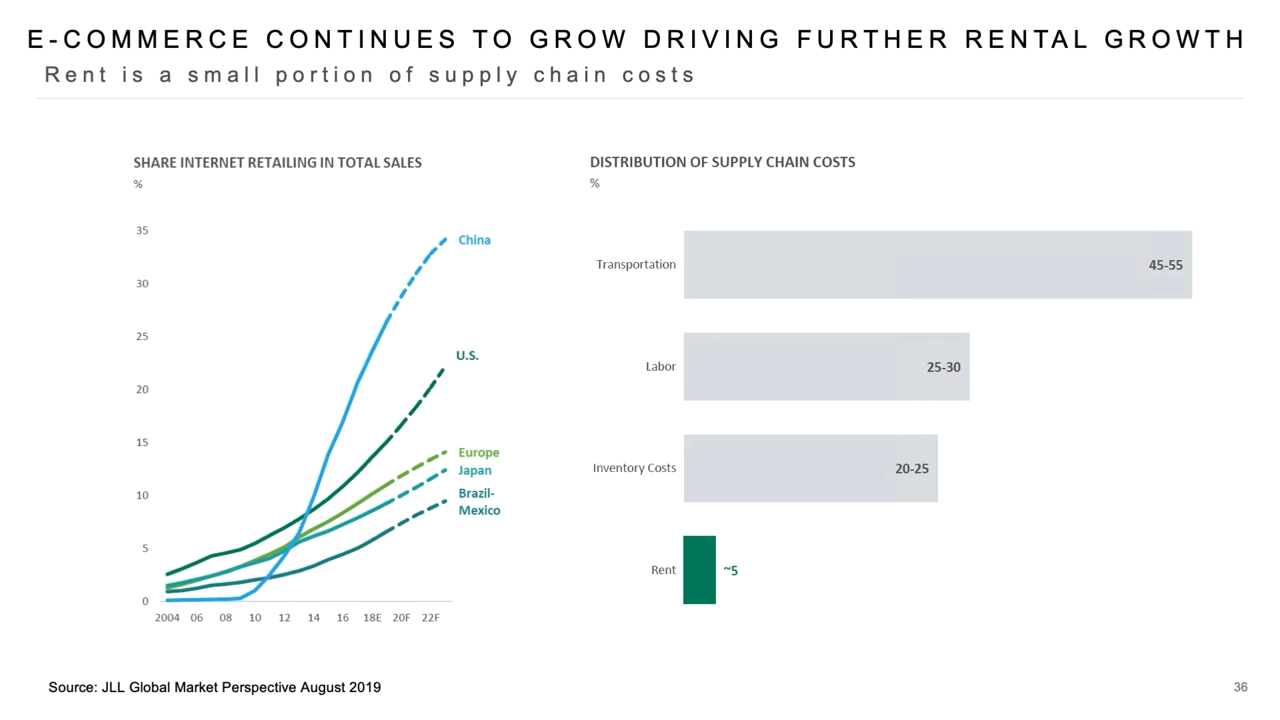 E-COMMERCE CONTINUES TO GROW DRIVING FURTHER RENTAL GROWTH
Rent is a small portion of supply chain costs
SHARE INTERNET RETAILING IN TOTAL SALES
%
35
30
25
20
15
10
5
0
2004 06 08 10 12 14 16 18E 20F 22F
China
U.S.
Europe
Japan
Brazil-
Mexico
DISTRIBUTION OF SUPPLY CHAIN COSTS
%
Transportation 45-55
Labor 25-30
Inventory Costs 20-25
Rent ~5
Source: JLL Global Market Perspective August 2019
36